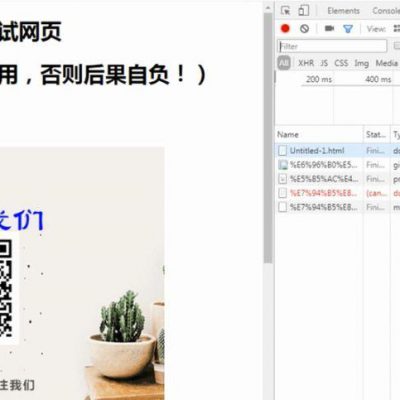 试网页
用，否则后果自负！）
我们
注我们
Elements Console
View:
Filter
All XHR JS CSS Img Media
200 ms 400 ms
Name Stat... T
Untitled-1.html Fini... do
%E6%96%B0%E5... Fini... gi
%E5%85%AC%E4... Fini... pr
%E7%94%B5%E8... (can... do
%E7%94%B5%E8... Fini... m